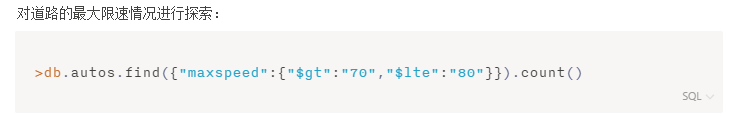 对道路的最大限速情况进行探索：
>db.autos.find({"maxspeed":{"$gt":"70","$lte":"80"}}).count()
SQL